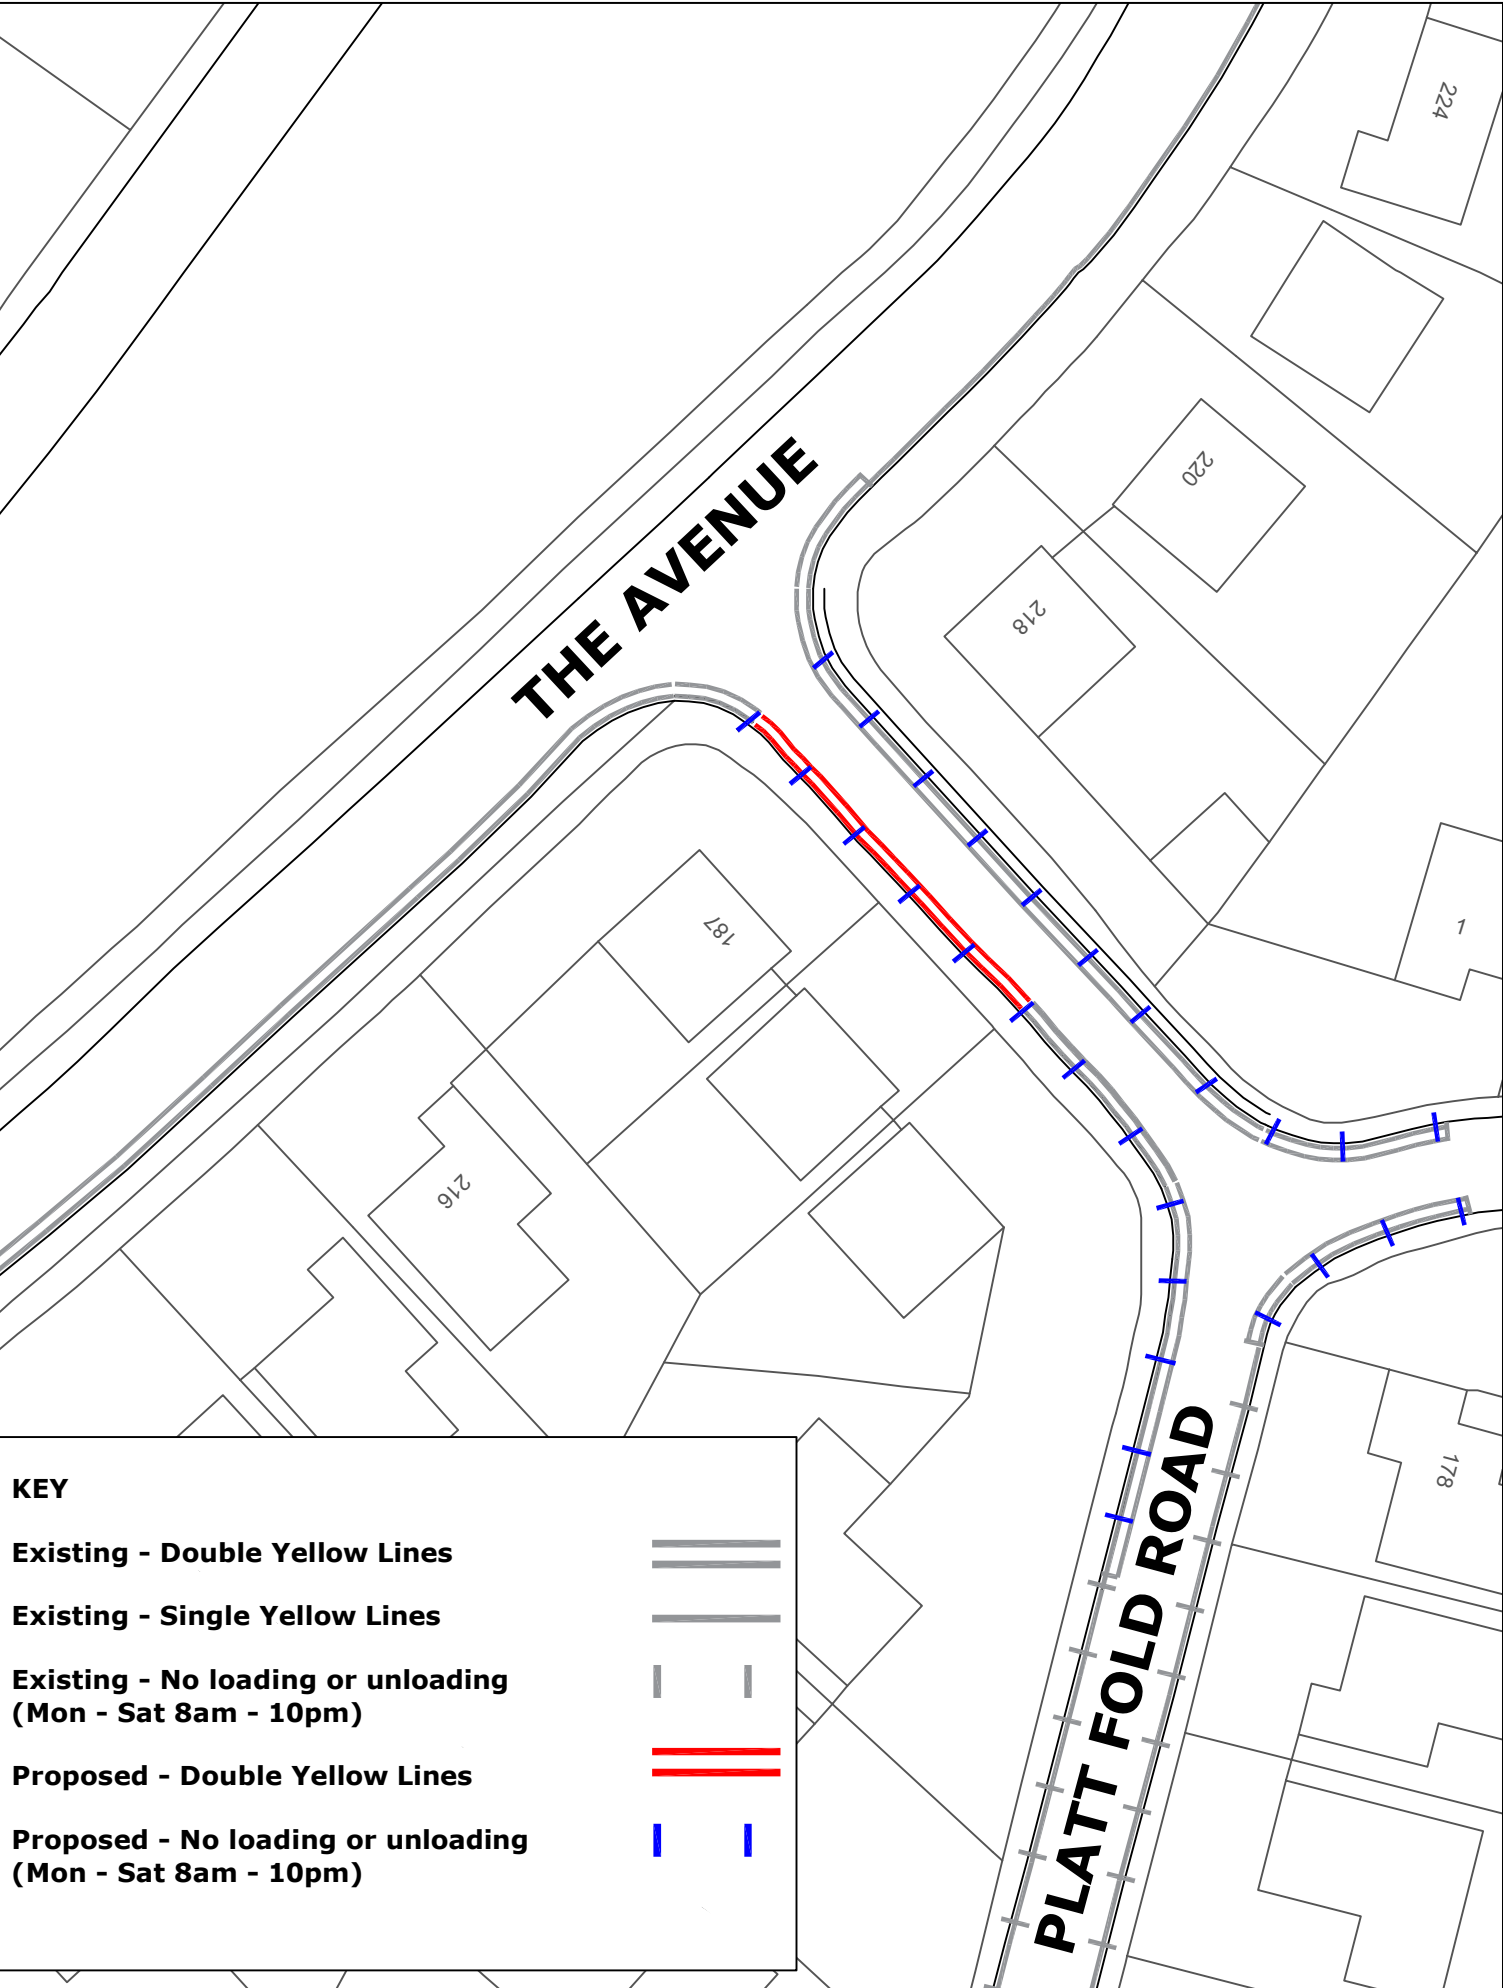 224
220
218
THE AVENUE
1
187
216
178
PLATT FOLD ROAD
KEY
Existing - Double Yellow Lines
Existing - Single Yellow Lines
Existing - No loading or unloading
(Mon - Sat 8am - 10pm)
Proposed - Double Yellow Lines
Proposed - No loading or unloading
(Mon - Sat 8am - 10pm)